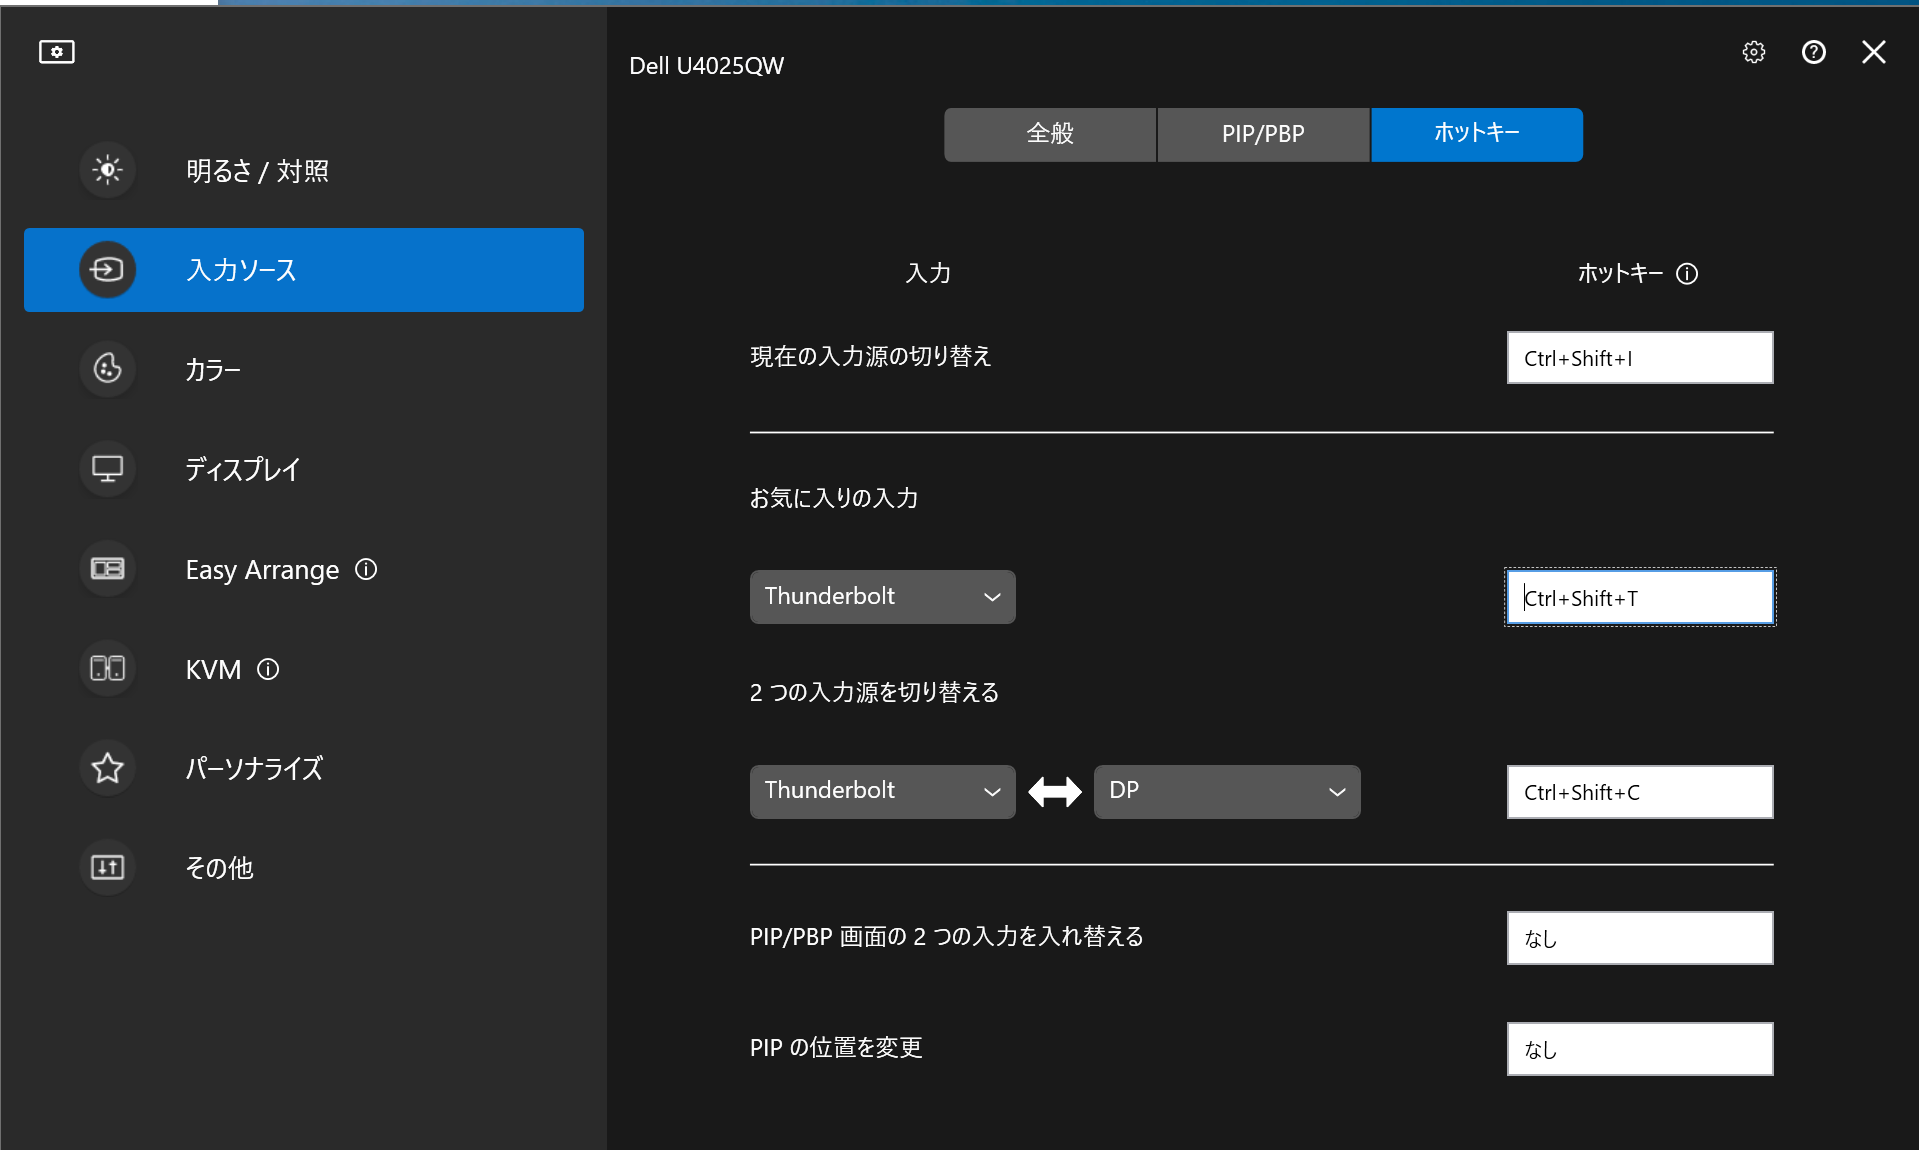 Dell U4025QW
明るさ / 対照
入力ソース
カラー
ディスプレイ
Easy Arrange
KVM
パーソナライズ
その他
全般
PIP/PBP
ホットキー
入力
ホットキー
現在の入力源の切り替え
Ctrl+Shift+I
お気に入りの入力
Thunderbolt
Ctrl+Shift+T
2 つの入力源を切り替える
Thunderbolt
DP
Ctrl+Shift+C
PIP/PBP 画面の 2 つの入力を入れ替える
なし
PIP の位置を変更
なし